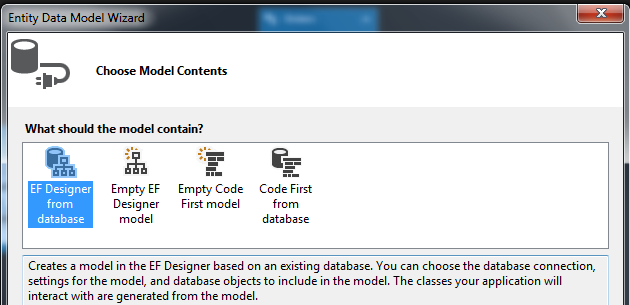 Entity Data Model Wizard
Choose Model Contents
What should the model contain?
EF Designer from database
Empty EF Designer model
Empty Code First model
Code First from database
Creates a model in the EF Designer based on an existing database. You can choose the database connection,
settings for the model, and database objects to include in the model. The classes your application will
interact with are generated from the model.